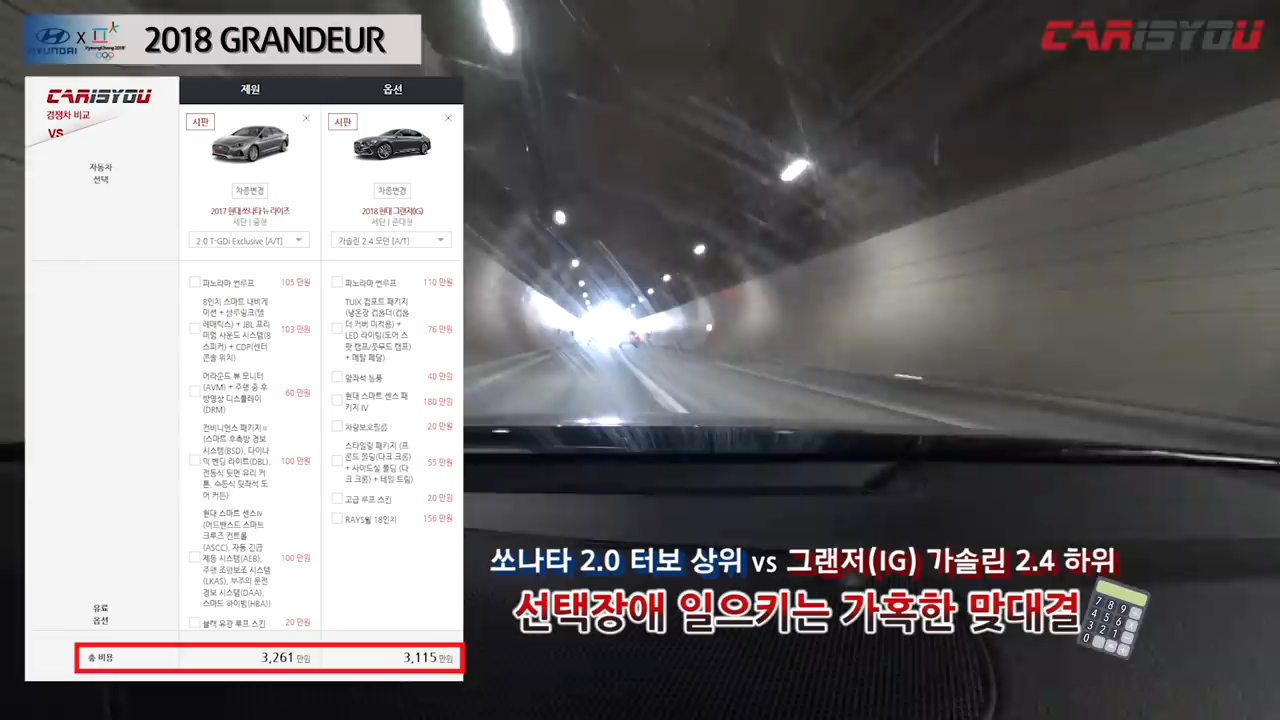 HYUNDAI X PyeongChang 2018
2018 GRANDEUR
CARISYOU
CARISYOU
경쟁차 비교
VS
제원
옵션
자동차
선택
시판
차종변경
2017 현대 쏘나타 뉴 라이즈
세단 | 중형
2.0 T-GDi Exclusive [A/T]
시판
차종변경
2018 현대 그랜저(IG)
세단 | 준대형
가솔린 2.4 모던 [A/T]
파노라마 썬루프 105 만원
8인치 스마트 내비게
이션 + 블루링크(텔
레매틱스) + JBL 프리
미엄 사운드 시스템(8
스피커) + CDP(센터
콘솔 위치)
103 만원
어라운드 뷰 모니터
(AVM) + 주행 중 후
방영상 디스플레이
(DRM)
60 만원
컨비니언스 패키지 II
(스마트 후측방 경보
시스템(BSD), 다이나
믹 벤딩 라이트(DBL),
전동식 뒷면 유리 커
튼, 수동식 뒷좌석 도
어 커튼)
100 만원
현대 스마트 센스IV
(어드밴스드 스마트
크루즈 컨트롤
(ASCC), 자동 긴급
제동 시스템(AEB),
주행 조향보조 시스템
(LKAS), 부주의 운전
경보 시스템(DAA),
스마트 하이빔(HBA))
100 만원
블랙 유광 루프 스킨 20 만원
파노라마 썬루프 110 만원
TUIX 컴포트 패키지
(냉온장 컵홀더(컵홀
더 커버 미적용) +
LED 라이팅(도어 스
팟 램프/풋무드 램프)
+ 메탈 페달)
76 만원
앞좌석 통풍 40 만원
현대 스마트 센스 패
키지 IV
180 만원
차량보호필름 20 만원
스타일링 패키지 (프
론드 몰딩(다크 크롬)
+ 사이드실 몰딩 (다
크 크롬) + 테일 트림)
55 만원
고급 루프 스킨 20 만원
RAYS휠 18인치 156 만원
유료
옵션
총 비용 3,261 만원 3,115 만원
쏘나타 2.0 터보 상위 vs 그랜저(IG) 가솔린 2.4 하위
선택장애 일으키는 가혹한 맞대결
7 8 9
4 5 6
3 2 1
0